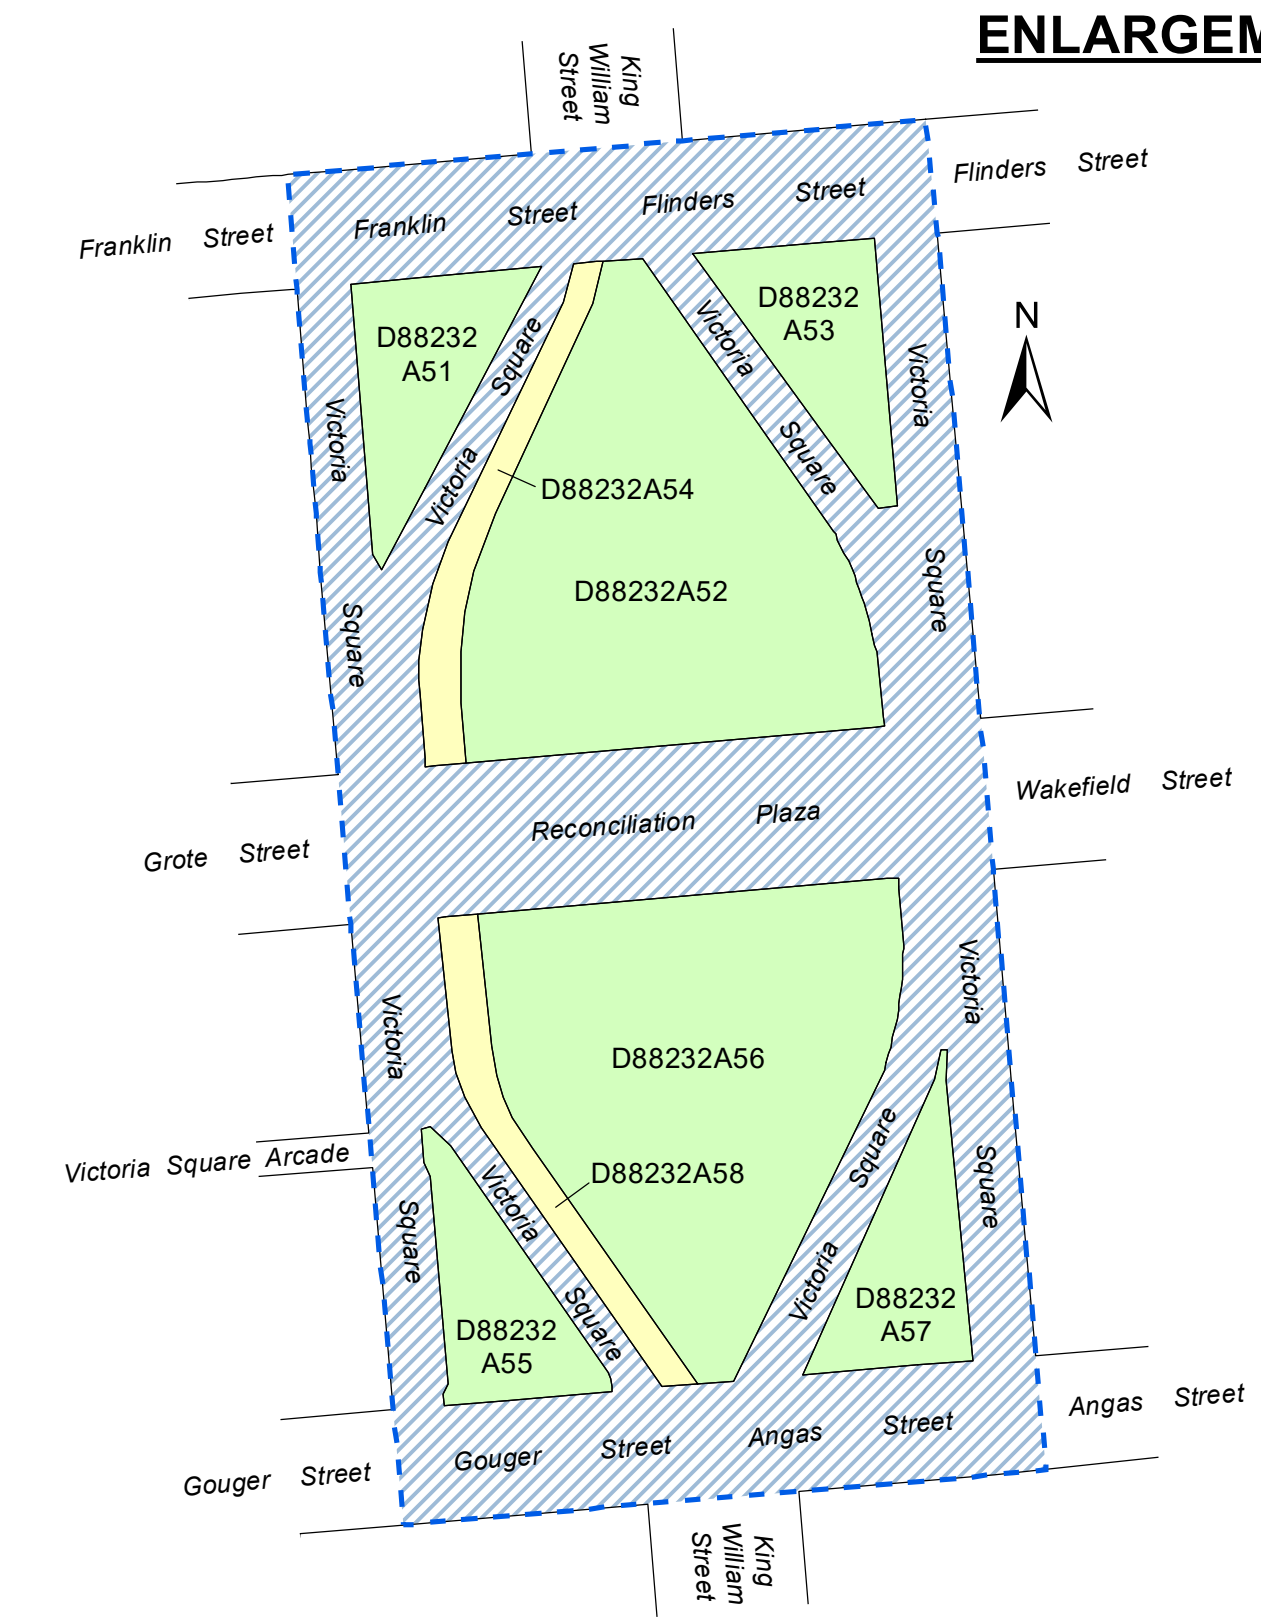 ENLARGEM
King
William
Street
Flinders Street
Franklin Street
Franklin Street Flinders Street
N
D88232
A51
D88232
A53
Victoria Square
Victoria Square
Victoria Square
Victoria Square
D88232A54
D88232A52
Wakefield Street
Reconciliation Plaza
Grote Street
Victoria Square
Victoria Square
D88232A56
Victoria Square Arcade
D88232A58
Victoria Square
Victoria Square
D88232
A55
D88232
A57
Angas Street
Gouger Street Angas Street
Gouger Street
King
William
Street